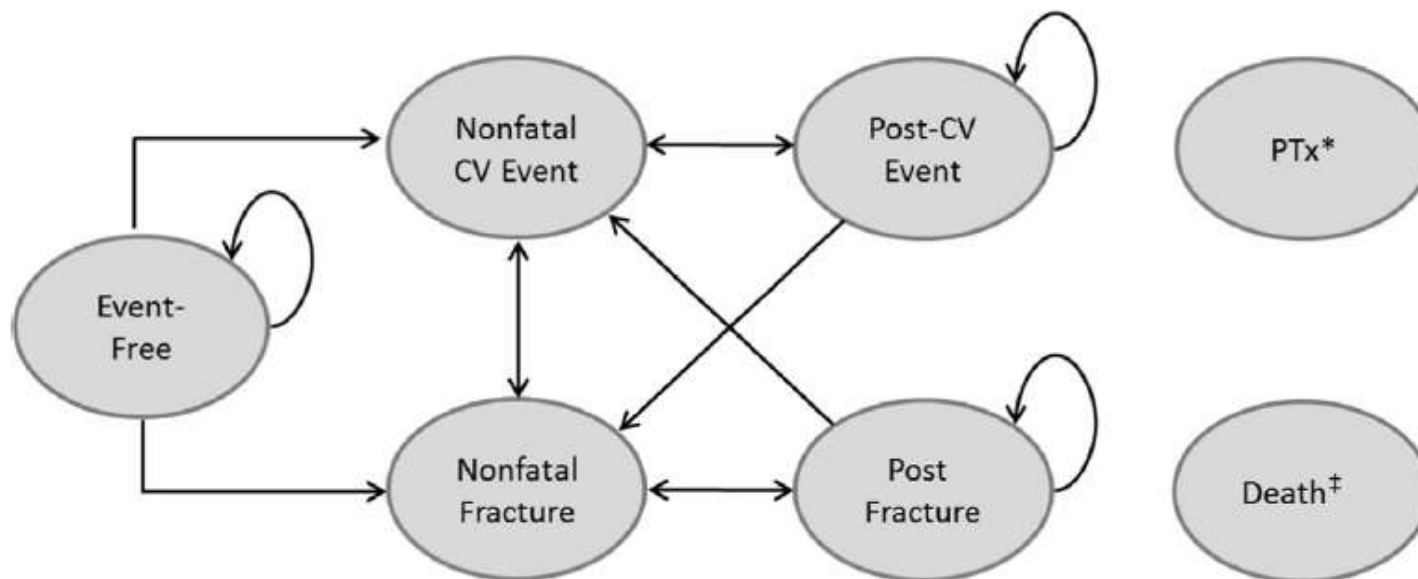 Nonfatal
CV Event
Post-CV
Event
PTx*
Event-
Free
Nonfatal
Fracture
Post
Fracture
Death‡